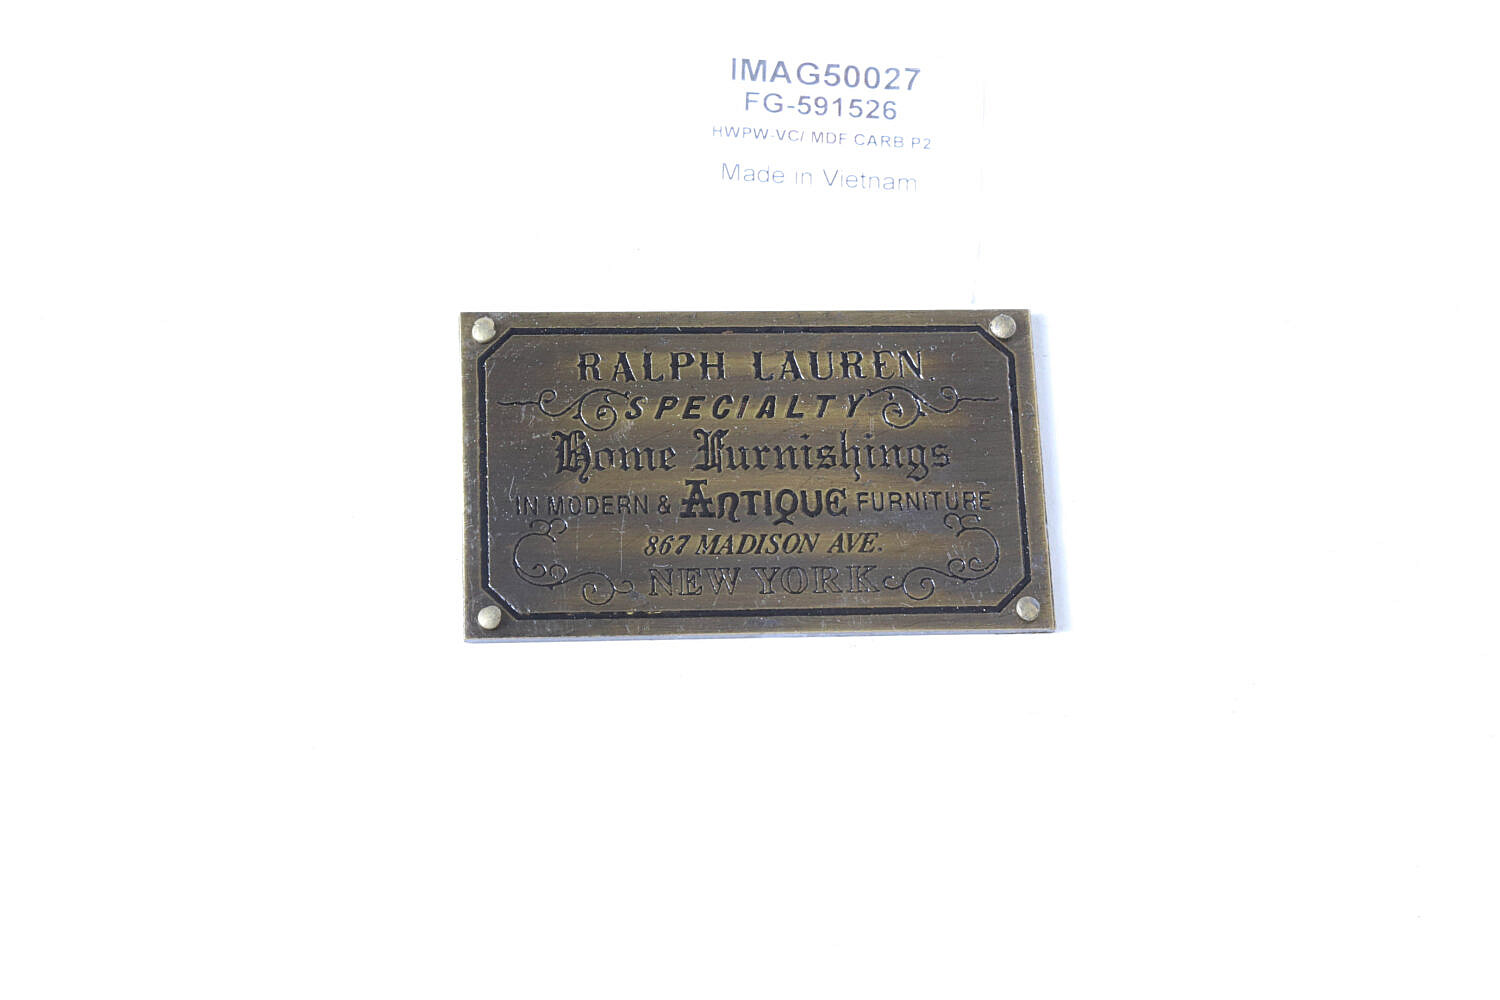 IMAG50027
FG-591526
HWPW-VC/ MDF CARB P2
Made in Vietnam
RALPH LAUREN.
SPECIALTY
Home Furnishings
IN MODERN & ANTIQUE FURNITURE
867 MADISON AVE.
NEW YORK